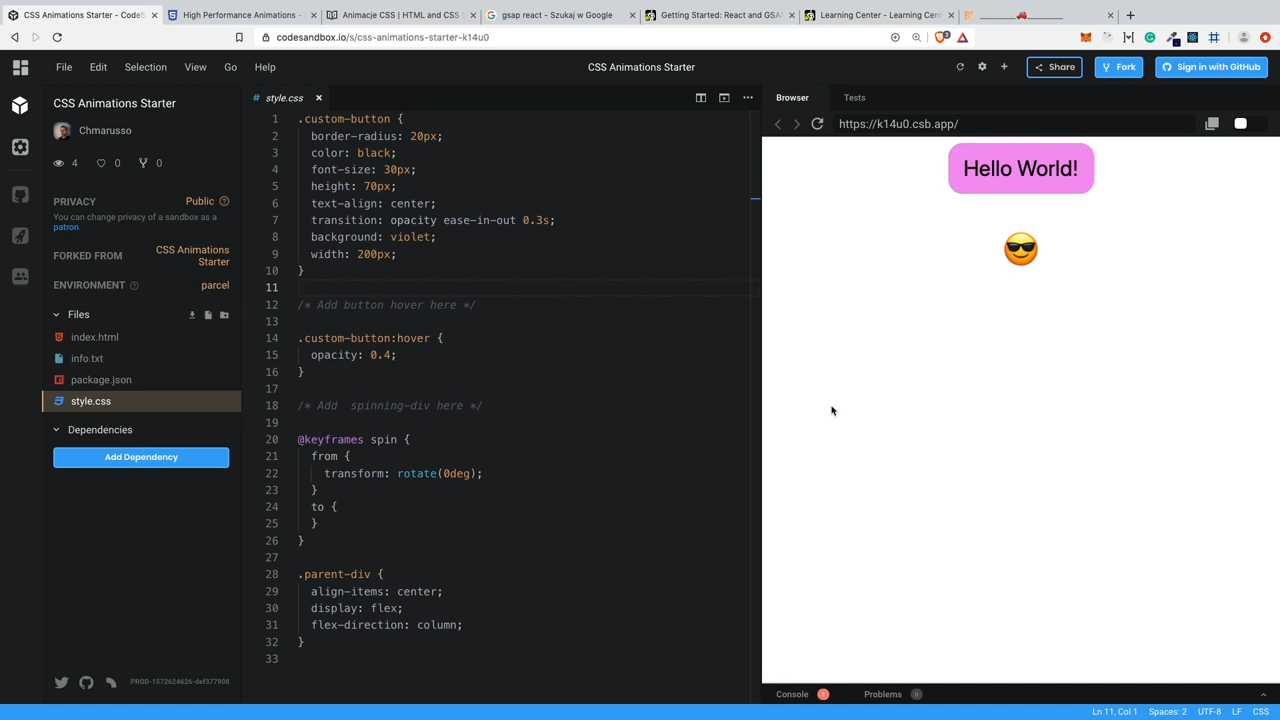 CSS Animations Starter - CodeS
High Performance Animations -
Animacje CSS | HTML and CSS
gsap react - Szukaj w Google
Getting Started: React and GSA
Learning Center - Learning Cen
codesandbox.io/s/css-animations-starter-k14u0
File Edit Selection View Go Help
CSS Animations Starter
Share
Fork
Sign in with GitHub
CSS Animations Starter
Chmarusso
4 0 0
PRIVACY Public
You can change privacy of a sandbox as a
patron.
FORKED FROM CSS Animations
Starter
ENVIRONMENT parcel
Files
index.html
info.txt
package.json
style.css
Dependencies
Add Dependency
PROD-1572624626-def377908
# style.css
1 .custom-button {
2 border-radius: 20px;
3 color: black;
4 font-size: 30px;
5 height: 70px;
6 text-align: center;
7 transition: opacity ease-in-out 0.3s;
8 background: violet;
9 width: 200px;
10 }
11
12 /* Add button hover here */
13
14 .custom-button:hover {
15 opacity: 0.4;
16 }
17
18 /* Add  spinning-div here */
19
20 @keyframes spin {
21 from {
22 transform: rotate(0deg);
23 }
24 to {
25 }
26 }
27
28 .parent-div {
29 align-items: center;
30 display: flex;
31 flex-direction: column;
32 }
33
Browser Tests
https://k14u0.csb.app/
Hello World!
Console 3 Problems 0
Ln 11, Col 1 Spaces: 2 UTF-8 LF CSS